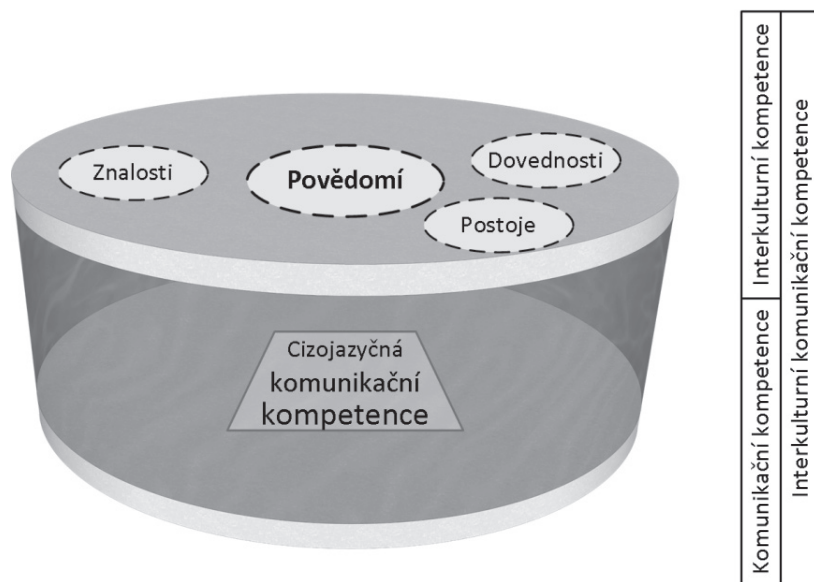 Znalosti
Povědomí
Dovednosti
Postoje
Cizojazyčná
komunikační
kompetence
Interkulturní kompetence
Komunikační kompetence
Interkulturní komunikační kompetence